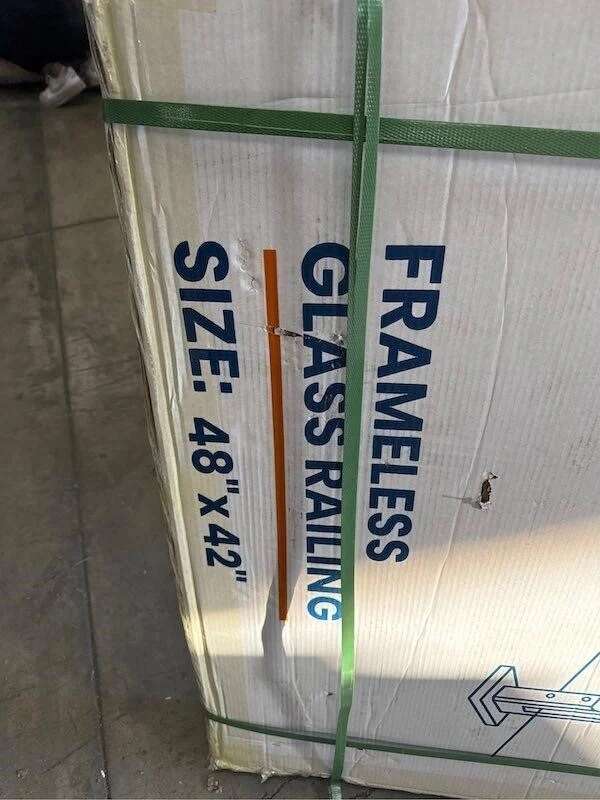 FRAMELESS
GLASS RAILING
SIZE: 48" x 42"